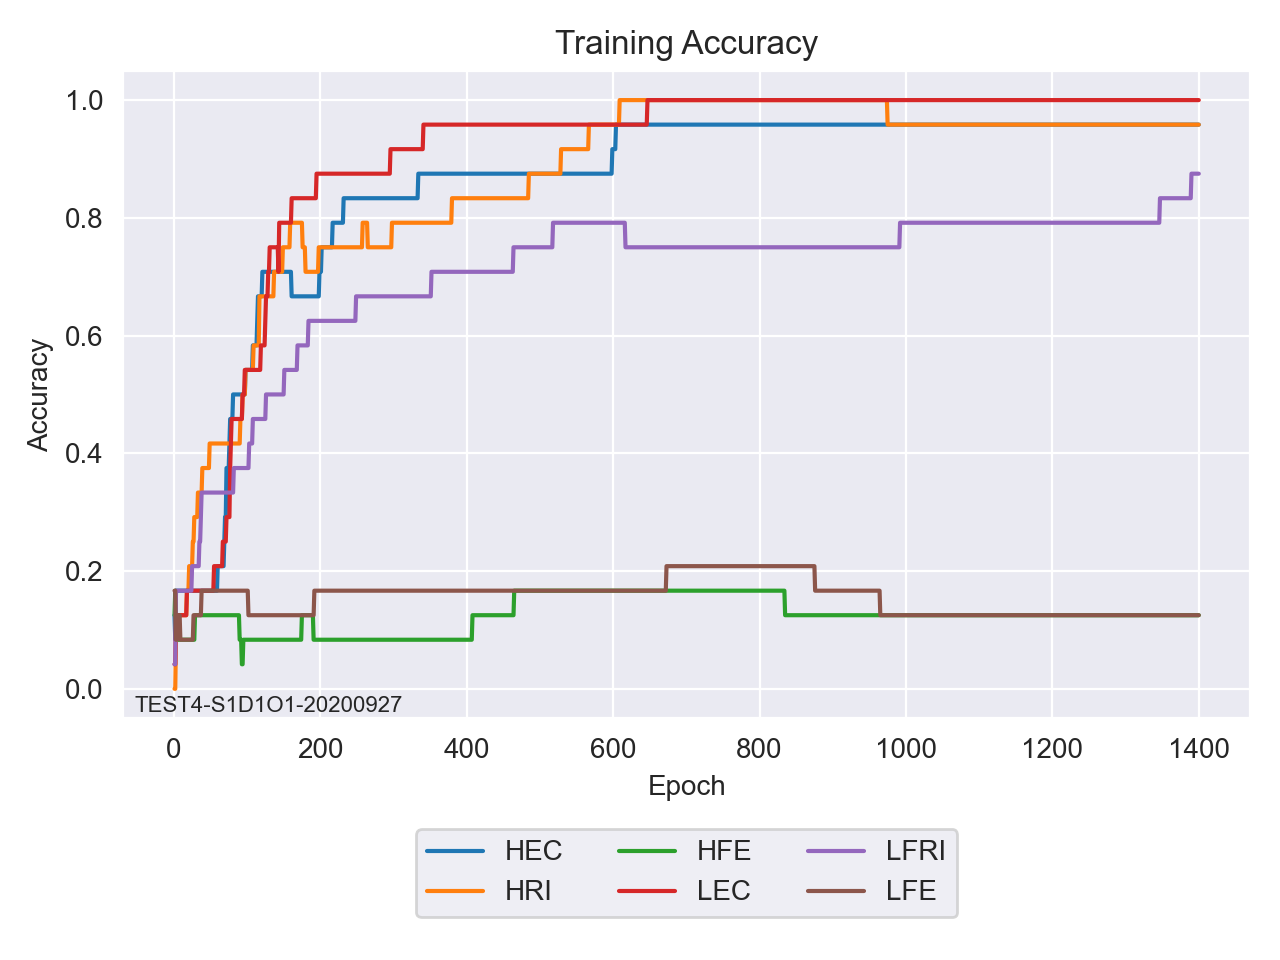 Training Accuracy
1.0
0.8
0.6
0.4
0.2
0.0
Accuracy
TEST4-S1D1O1-20200927
0 200 400 600 800 1000 1200 1400
Epoch
HEC HFE LFRI
HRI LEC LFE